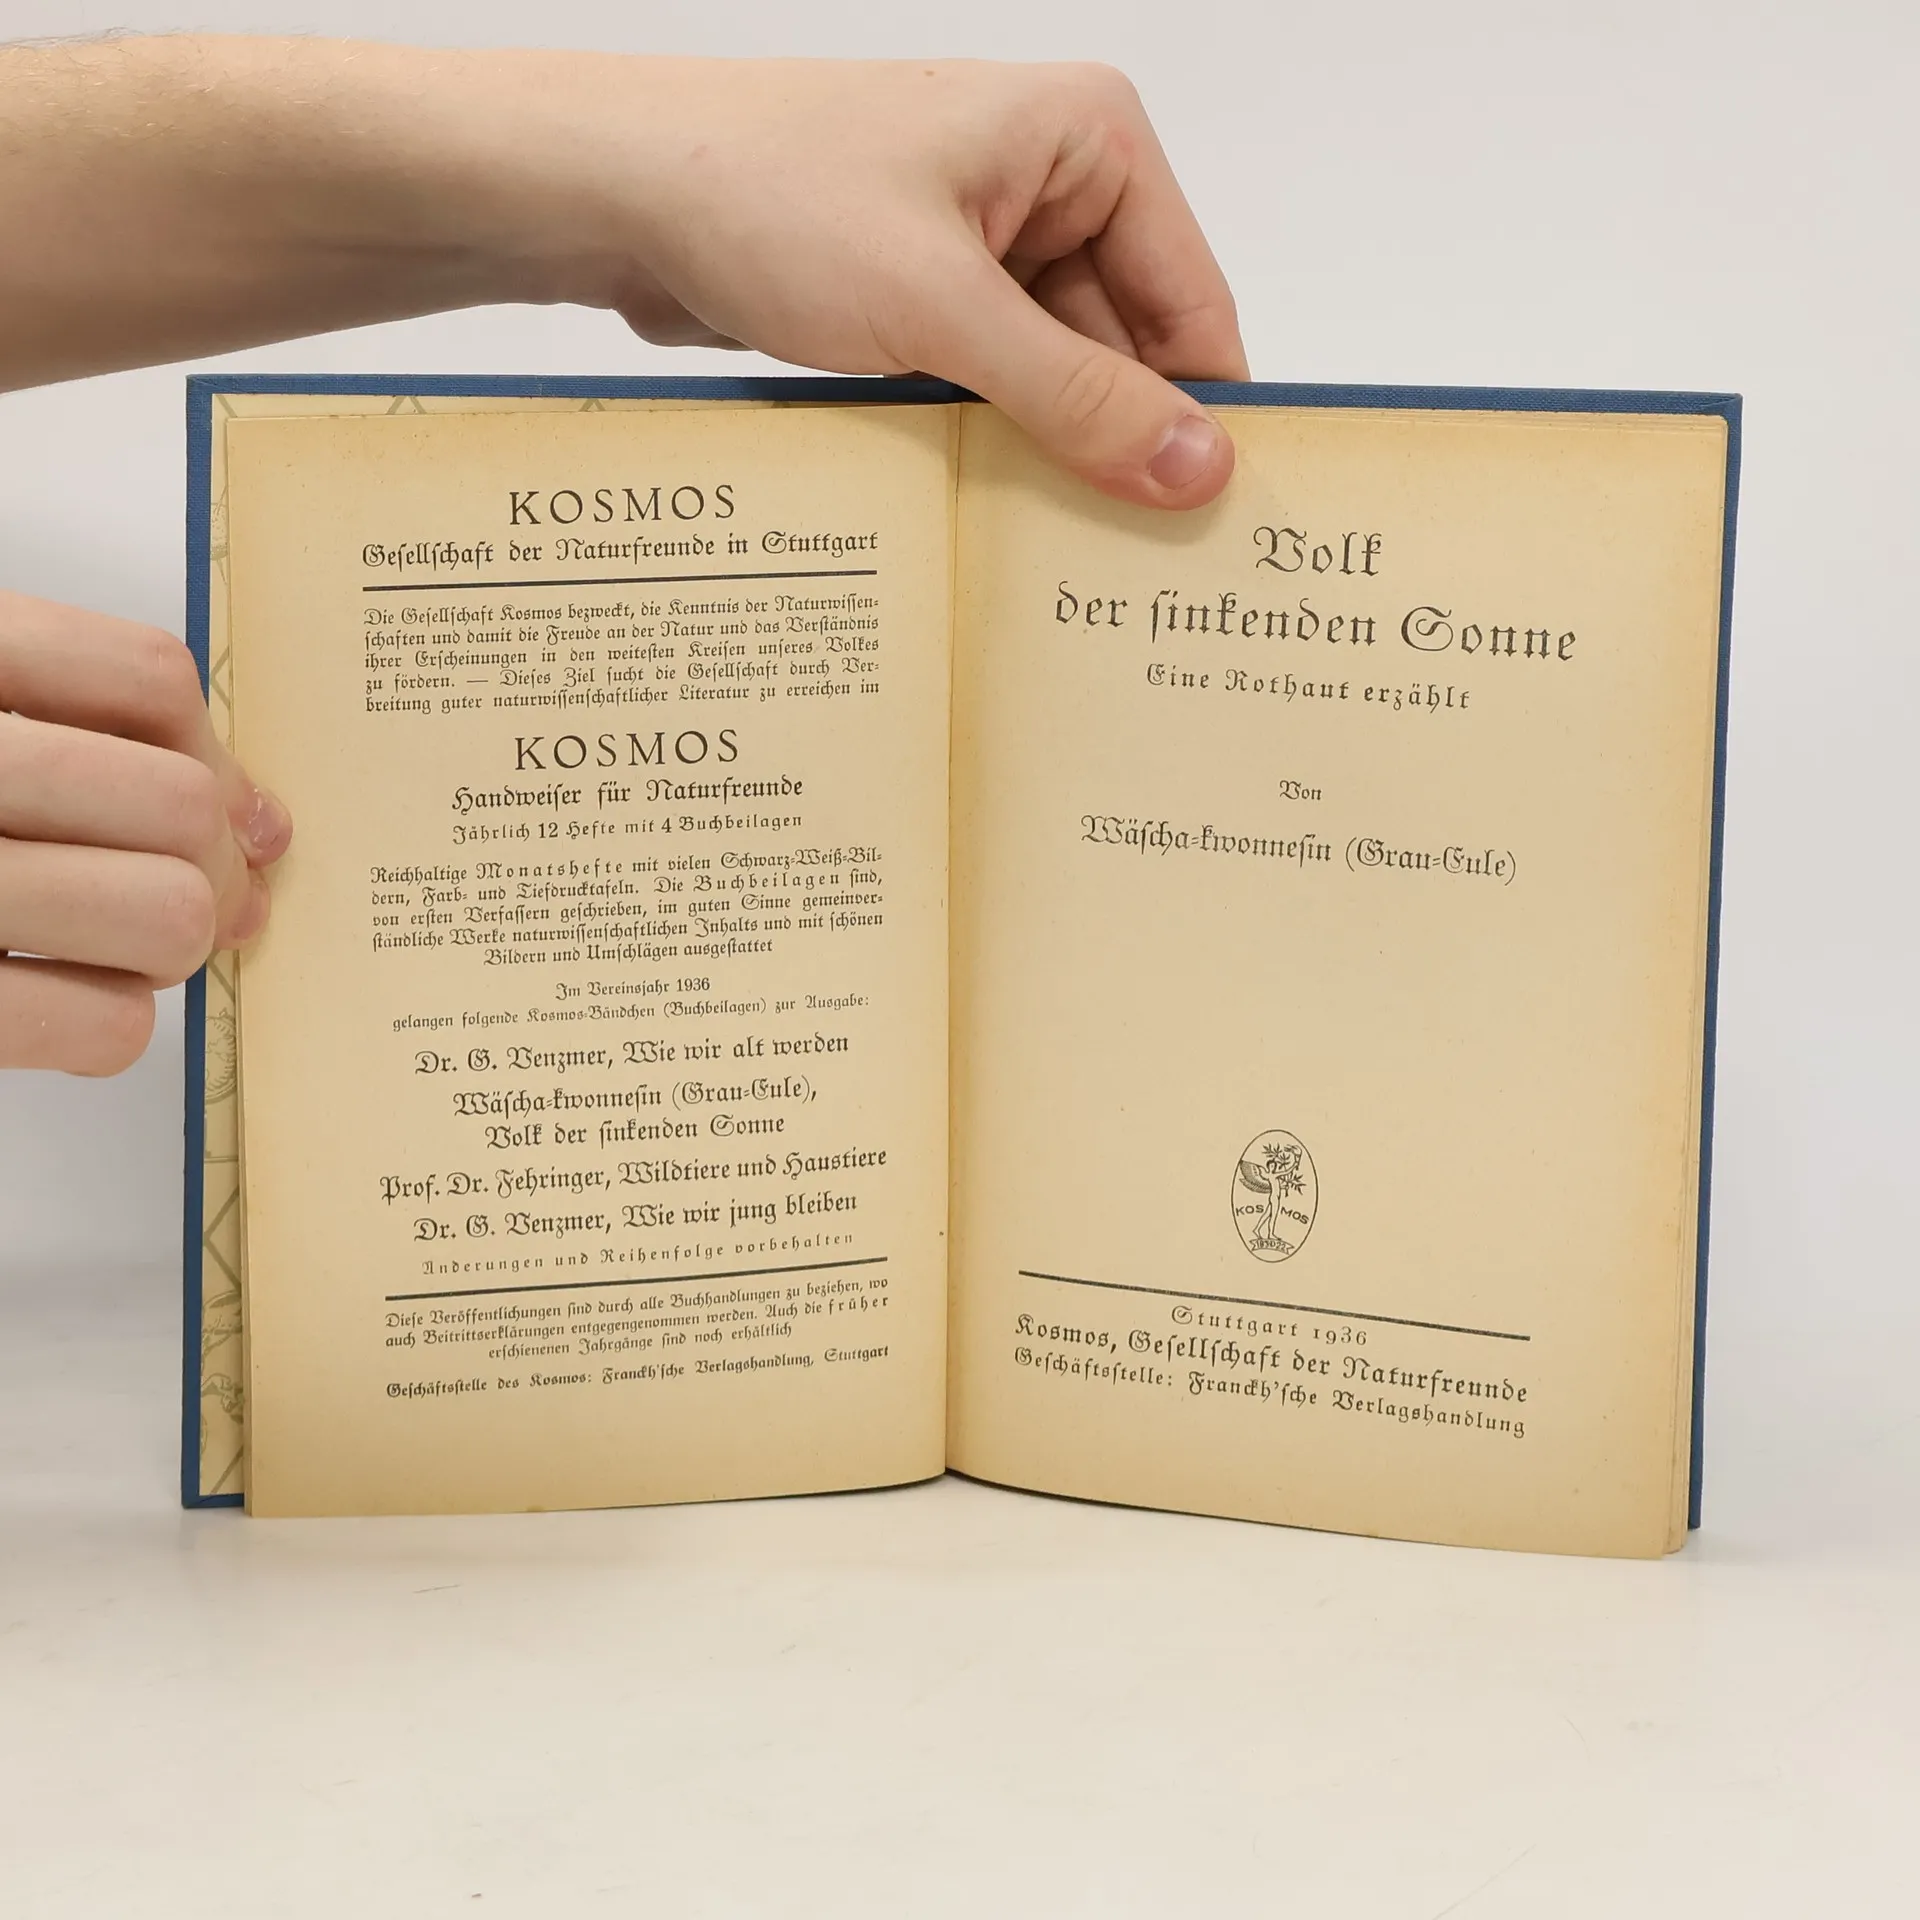 KOSMOS
Gesellschaft der Naturfreunde in Stuttgart
Die Gesellschaft Kosmos bezweckt, die Kenntnis der Naturwissen-
schaften und damit die Freude an der Natur und das Verständnis
ihrer Erscheinungen in den weitesten Kreisen unseres Volkes
zu fördern. — Dieses Ziel sucht die Gesellschaft durch Ver-
breitung guter naturwissenschaftlicher Literatur zu erreichen im
KOSMOS
Handweiser für Naturfreunde
Jährlich 12 Hefte mit 4 Buchbeilagen
Reichhaltige Monatshefte mit vielen Schwarz-Weiß-Bil-
dern, Farb- und Tiefdrucktafeln. Die Buchbeilagen sind,
von ersten Verfassern geschrieben, im guten Sinne gemeinver-
ständliche Werke naturwissenschaftlichen Inhalts und mit schönen
Bildern und Umschlägen ausgestattet
Im Vereinsjahr 1936
gelangen folgende Kosmos-Bändchen (Buchbeilagen) zur Ausgabe:
Dr. G. Venzmer, Wie wir alt werden
Wäscha-kwonnesin (Grau-Eule),
Volk der sinkenden Sonne
Prof. Dr. Fehringer, Wildtiere und Haustiere
Dr. G. Venzmer, Wie wir jung bleiben
Änderungen und Reihenfolge vorbehalten
Diese Veröffentlichungen sind durch alle Buchhandlungen zu beziehen, wo
auch Beitrittserklärungen entgegengenommen werden. Auch die früher
erschienenen Jahrgänge sind noch erhältlich
Geschäftsstelle des Kosmos: Franckh'sche Verlagshandlung, Stuttgart
Volk
der sinkenden Sonne
Eine Rothaut erzählt
Von
Wäscha-kwonnesin (Grau-Eule)
KOS MOS
Stuttgart 1936
Kosmos, Gesellschaft der Naturfreunde
Geschäftsstelle: Franckh'sche Verlagshandlung